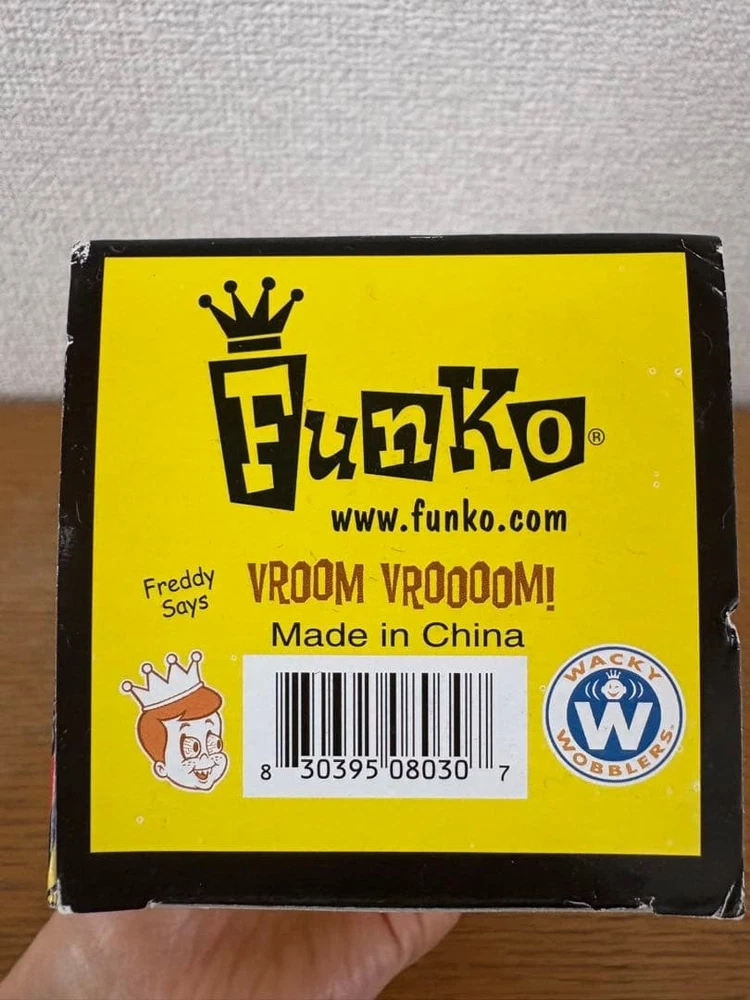 Funko®
www.funko.com
Freddy Says
VROOM VROOOOM!
Made in China
8 30395 08030 7
WACKY
W
WOBBLERS